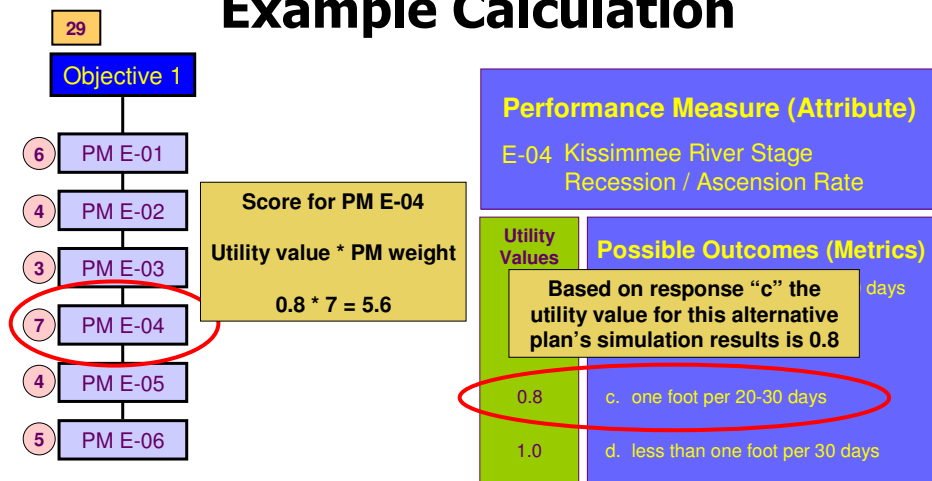 Example Calculation
29
Objective 1
6 PM E-01
4 PM E-02
3 PM E-03
7 PM E-04
4 PM E-05
5 PM E-06
Score for PM E-04
Utility value * PM weight
0.8 * 7 = 5.6
Performance Measure (Attribute)
E-04 Kissimmee River Stage
Recession / Ascension Rate
Utility
Values
Possible Outcomes (Metrics)
days
Based on response “c” the
utility value for this alternative
plan’s simulation results is 0.8
0.8 c. one foot per 20-30 days
1.0 d. less than one foot per 30 days